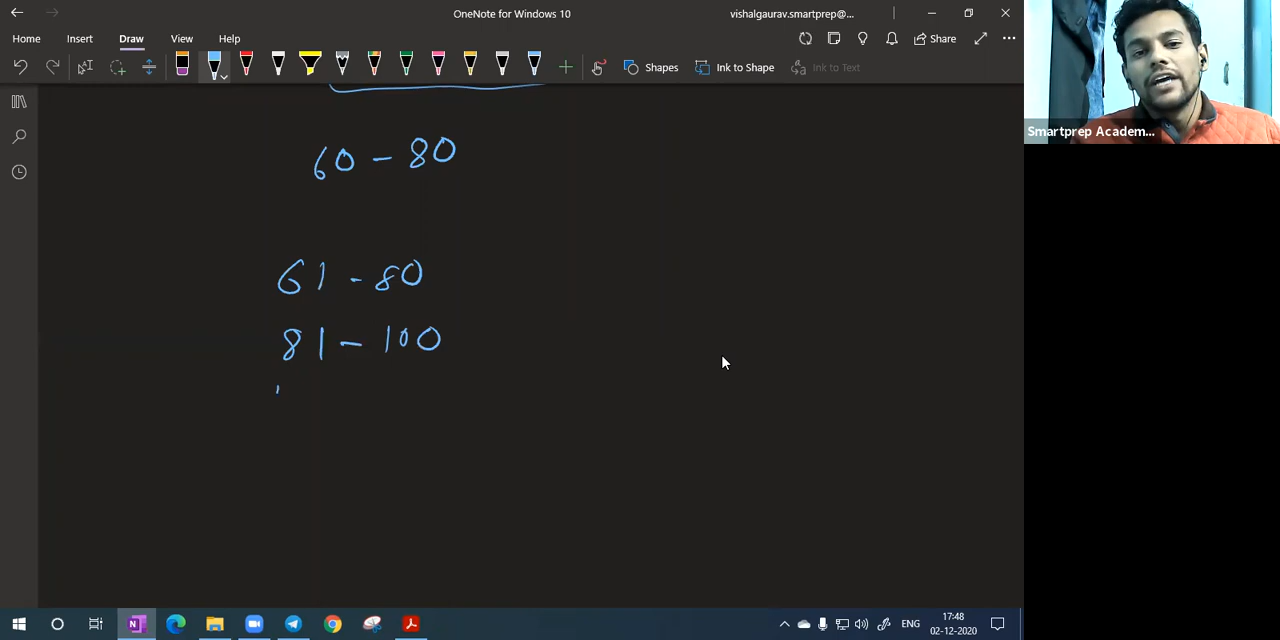 OneNote for Windows 10
vishalgaurav.smartprep@...
Home Insert Draw View Help
Share
Shapes Ink to Shape Ink to Text
Smartprep Academ...
60 - 80
61 - 80
81 - 100
ENG
17:48
02-12-2020